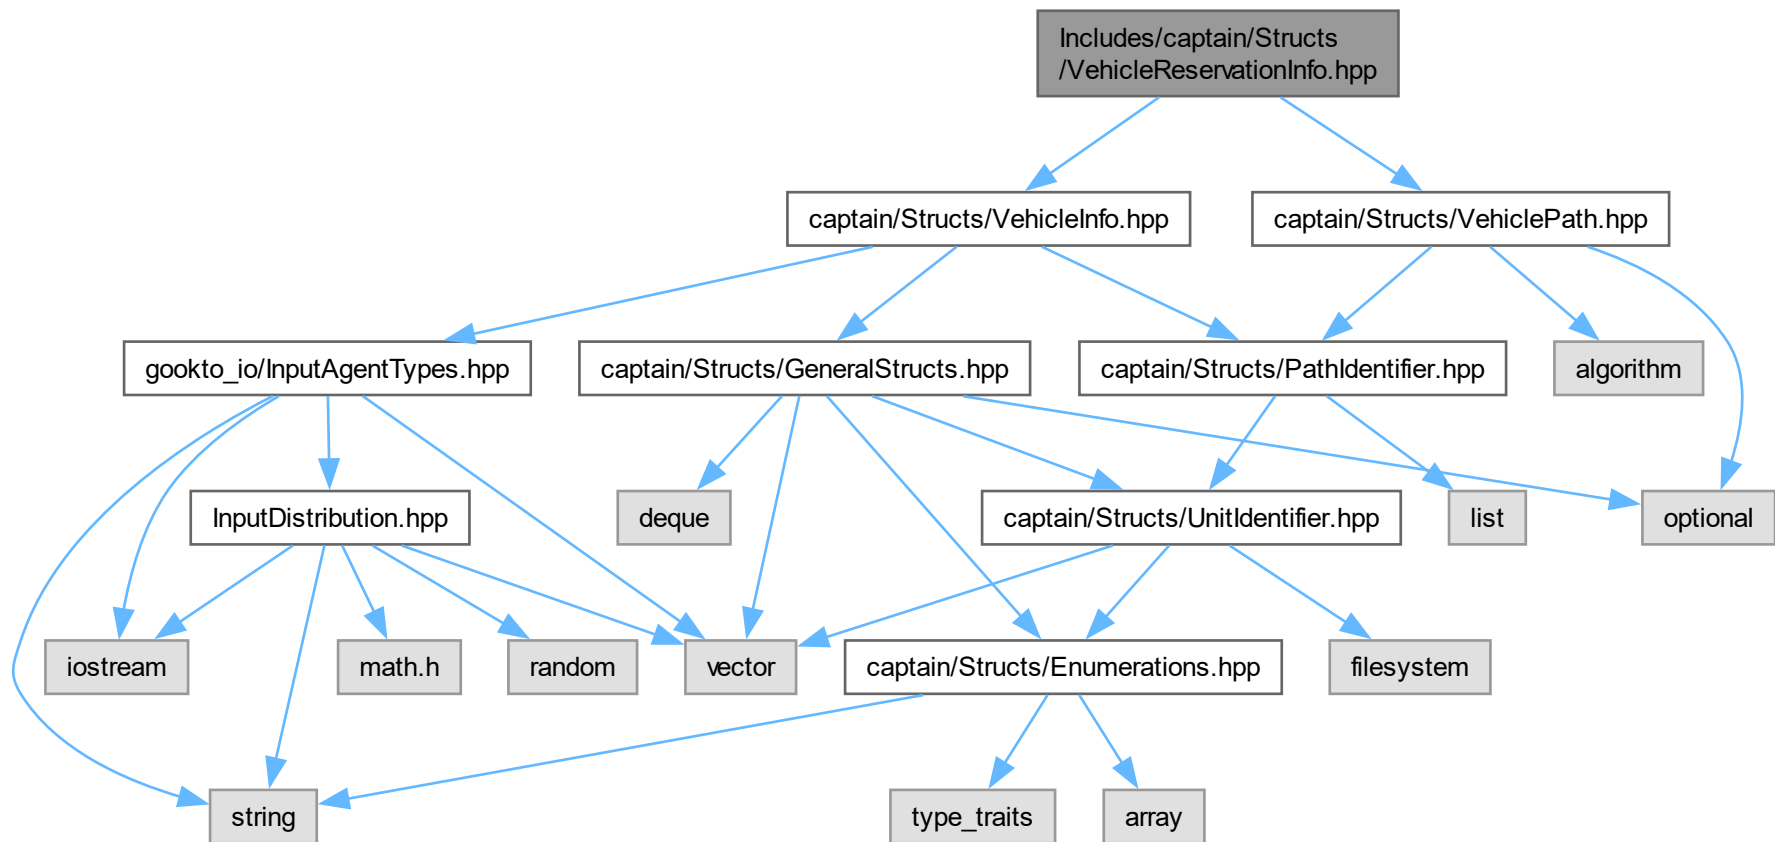 Includes/captain/Structs
/VehicleReservationInfo.hpp
captain/Structs/VehicleInfo.hpp
captain/Structs/VehiclePath.hpp
gookto_io/InputAgentTypes.hpp
captain/Structs/GeneralStructs.hpp
captain/Structs/PathIdentifier.hpp
algorithm
InputDistribution.hpp
deque
captain/Structs/UnitIdentifier.hpp
list
optional
iostream
math.h
random
vector
captain/Structs/Enumerations.hpp
filesystem
string
type_traits
array